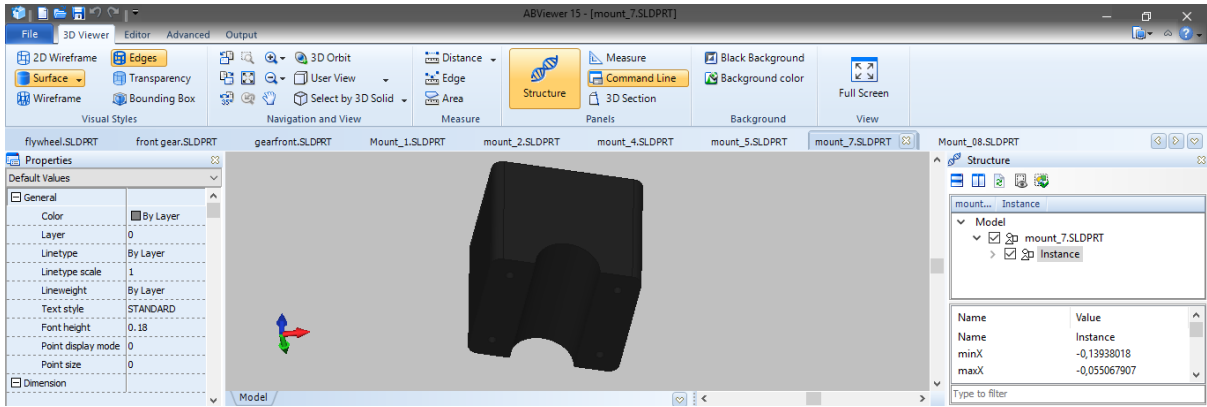 ABViewer 15 - [mount_7.SLDPRT]
File 3D Viewer Editor Advanced Output
2D Wireframe Edges 3D Orbit Distance Measure Black Background
Surface Transparency User View Edge Structure Command Line Background color Full Screen
Wireframe Bounding Box 35° Select by 3D Solid Area 3D Section
Visual Styles Navigation and View Measure Panels Background View
flywheel.SLDPRT front gear.SLDPRT gearfront.SLDPRT Mount_1.SLDPRT mount_2.SLDPRT mount_4.SLDPRT mount_5.SLDPRT mount_7.SLDPRT Mount_08.SLDPRT
Properties
Default Values
General
Color By Layer
Layer 0
Linetype By Layer
Linetype scale 1
Lineweight By Layer
Text style STANDARD
Font height 0.18
Point display mode 0
Point size 0
Dimension
Model
Structure
mount... Instance
Model
mount_7.SLDPRT
Instance
Name Value
Name Instance
minX -0,13938018
maxX -0,055067907
Type to filter